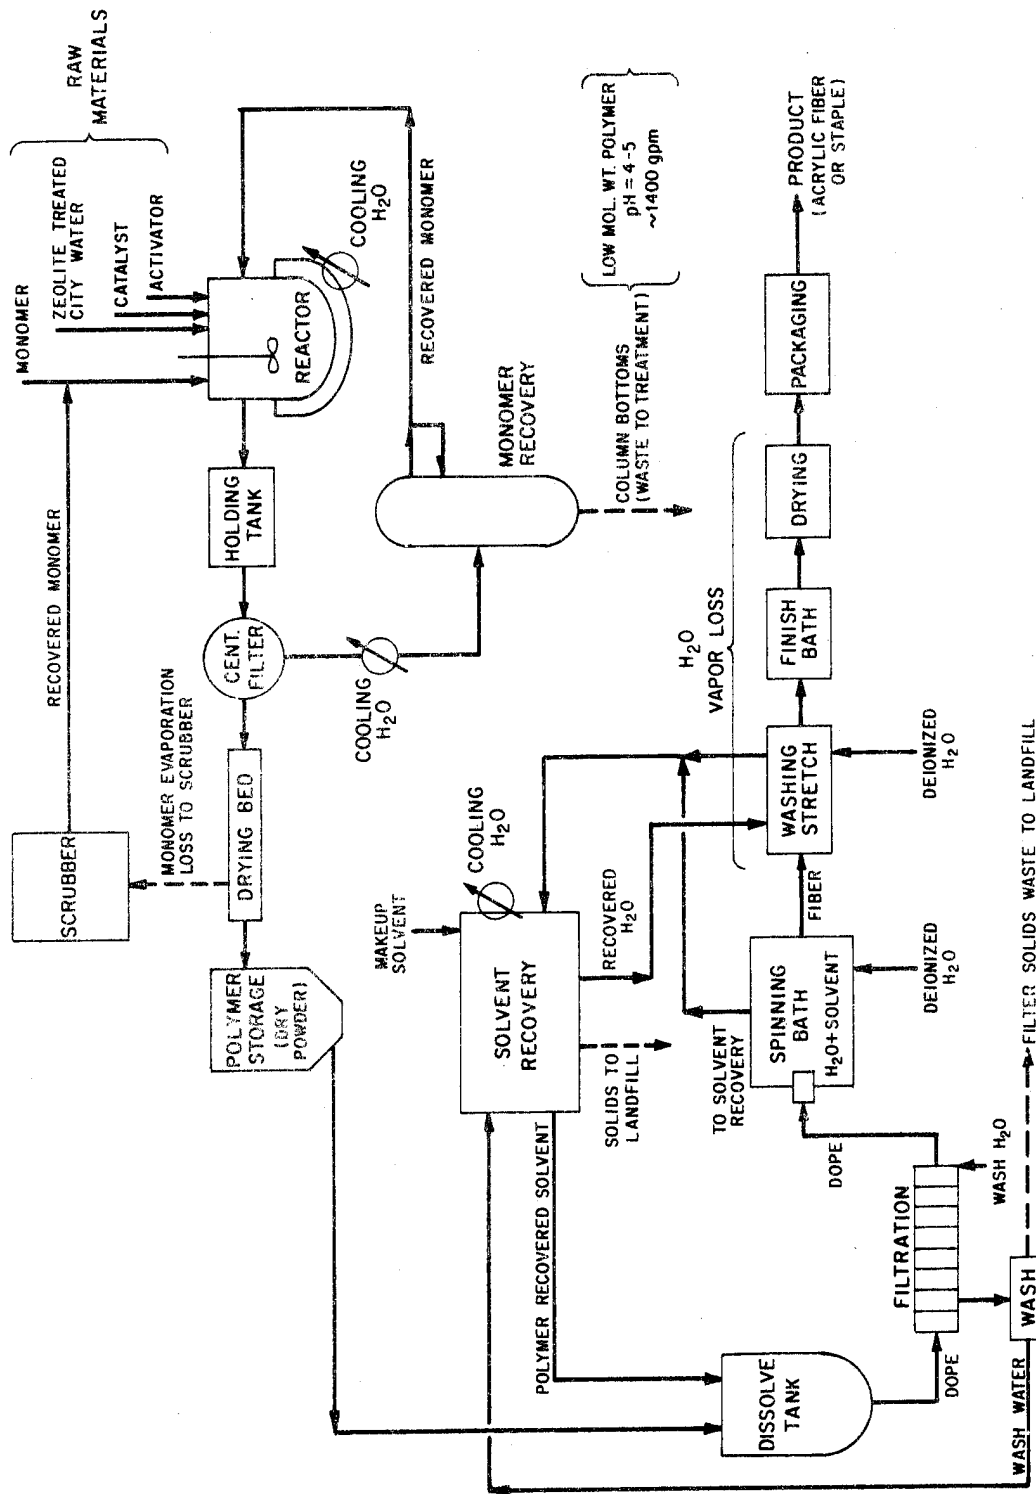 RAW
MATERIALS
MONOMER
ZEOLITE TREATED
CITY WATER
CATALYST
ACTIVATOR
RECOVERED MONOMER
SCRUBBER
MONOMER EVAPORATION
LOSS TO SCRUBBER
POLYMER
STORAGE
(DRY
POWDER)
DRYING BED
CENT.
FILTER
HOLDING
TANK
REACTOR
COOLING
H2O
COOLING
H2O
RECOVERED MONOMER
MONOMER
RECOVERY
COLUMN BOTTOMS
(WASTE TO TREATMENT)
LOW MOL. WT. POLYMER
pH = 4-5
~1400 gpm
MAKEUP
SOLVENT
COOLING
H2O
SOLVENT
RECOVERY
POLYMER RECOVERED SOLVENT
SOLIDS TO
LANDFILL
RECOVERED
H2O
H2O
VAPOR LOSS
DISSOLVE
TANK
DOPE
FILTRATION
WASH H2O
DOPE
TO SOLVENT
RECOVERY
SPINNING
BATH
H2O+SOLVENT
DEIONIZED
H2O
FIBER
WASHING
STRETCH
DEIONIZED
H2O
FINISH
BATH
DRYING
PACKAGING
PRODUCT
(ACRYLIC FIBER
OR STAPLE)
WASH WATER
WASH
FILTER SOLIDS WASTE TO LANDFILL